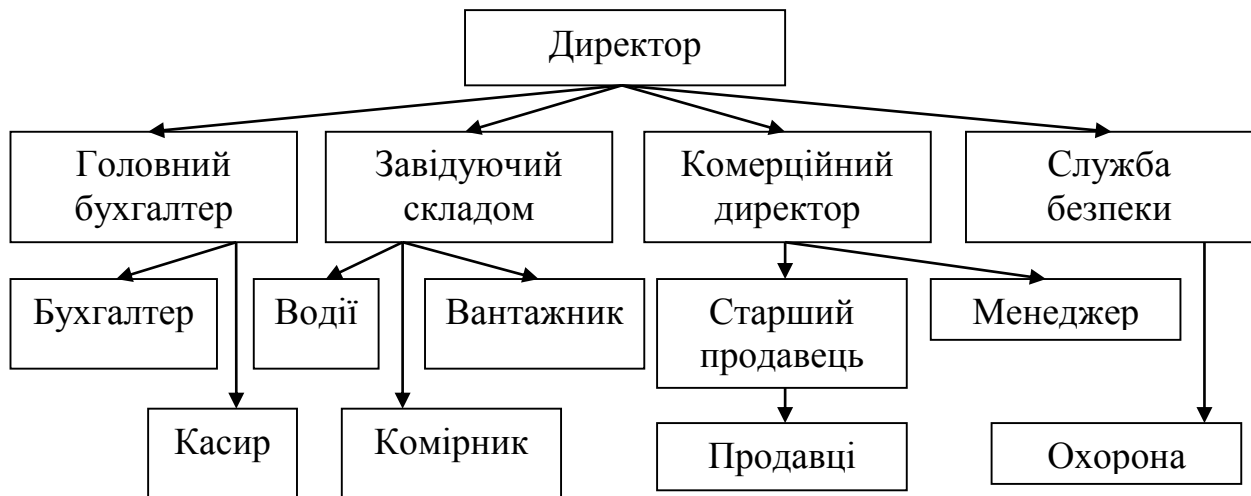 Директор
Головний
бухгалтер
Завідуючий
складом
Комерційний
директор
Служба
безпеки
Бухгалтер
Водії
Вантажник
Старший
продавець
Менеджер
Касир
Комірник
Продавці
Охорона